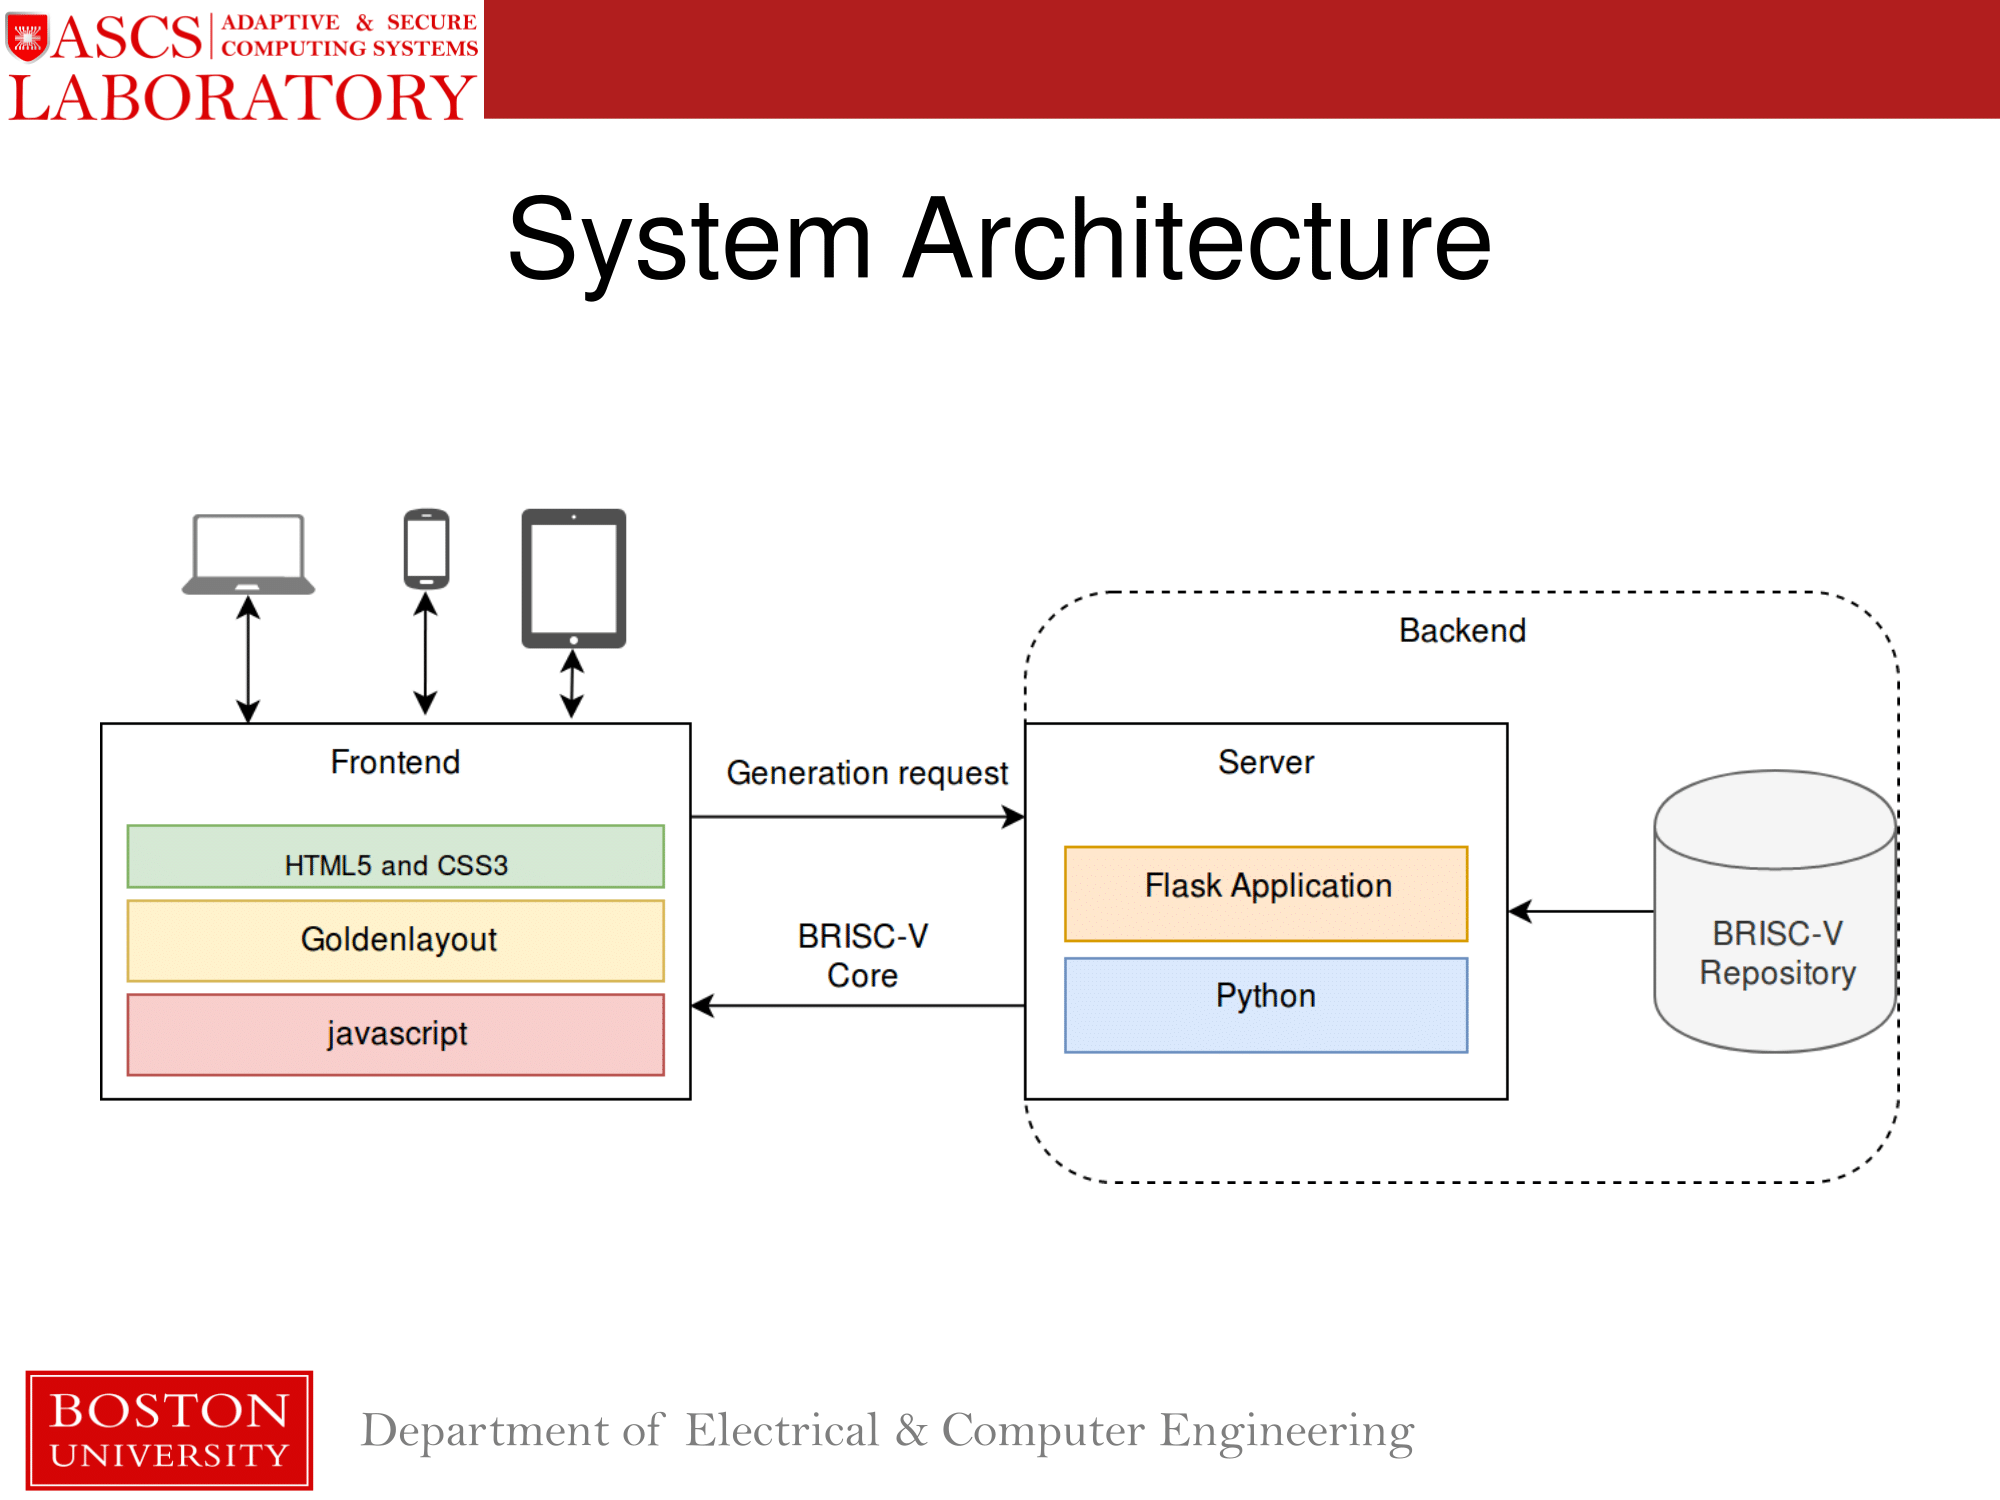 ASCS ADAPTIVE & SECURE
COMPUTING SYSTEMS
LABORATORY
System Architecture
Backend
Frontend
HTML5 and CSS3
Goldenlayout
javascript
Generation request
BRISC-V
Core
Server
Flask Application
Python
BRISC-V
Repository
BOSTON
UNIVERSITY
Department of Electrical & Computer Engineering